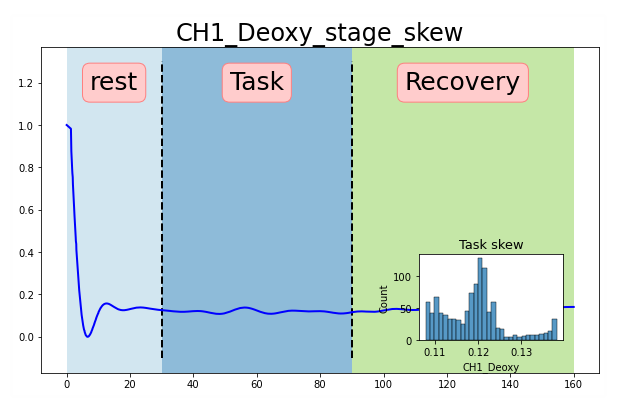 CH1_Deoxy_stage_skew
rest Task Recovery
1.2
1.0
0.8
0.6
0.4
0.2
0.0
0 20 40 60 80 100 120 140 160
Task skew
Count
100
50
0
0.11 0.12 0.13
CH1_Deoxy